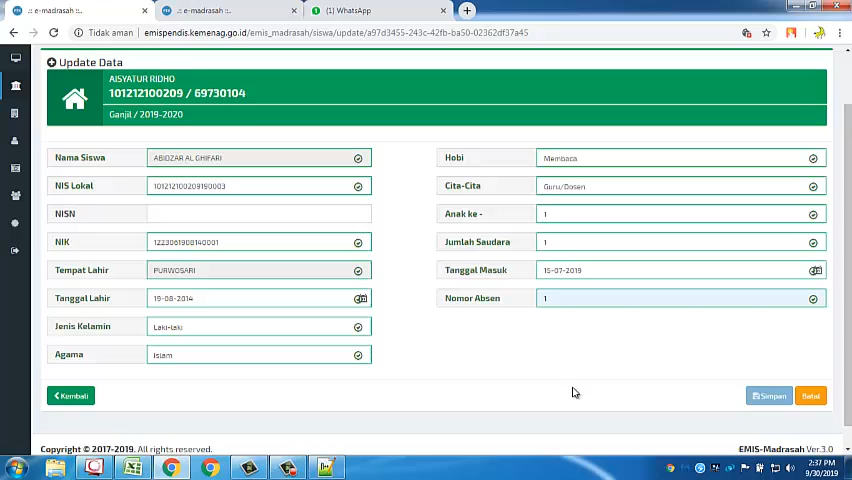 .:: e-madrasah ::.
.:: e-madrasah ::.
(1) WhatsApp
Tidak aman
emispendis.kemenag.go.id/emis_madrasah/siswa/update/a97d3455-243c-42fb-ba50-02362df37a45
Update Data
AISYATUR RIDHO
101212100209 / 69730104
Ganjil / 2019-2020
Nama Siswa
ABIDZAR AL GHIFARI
Hobi
Membaca
NIS Lokal
101212100209190003
Cita-Cita
Guru/Dosen
NISN
Anak ke -
1
NIK
1223061908140001
Jumlah Saudara
1
Tempat Lahir
PURWOSARI
Tanggal Masuk
15-07-2019
Tanggal Lahir
19-08-2014
Nomor Absen
1
Jenis Kelamin
Laki-laki
Agama
Islam
Kembali
Simpan
Batal
Copyright © 2017-2019. All rights reserved.
EMIS-Madrasah Ver.3.0
2:37 PM
9/30/2019